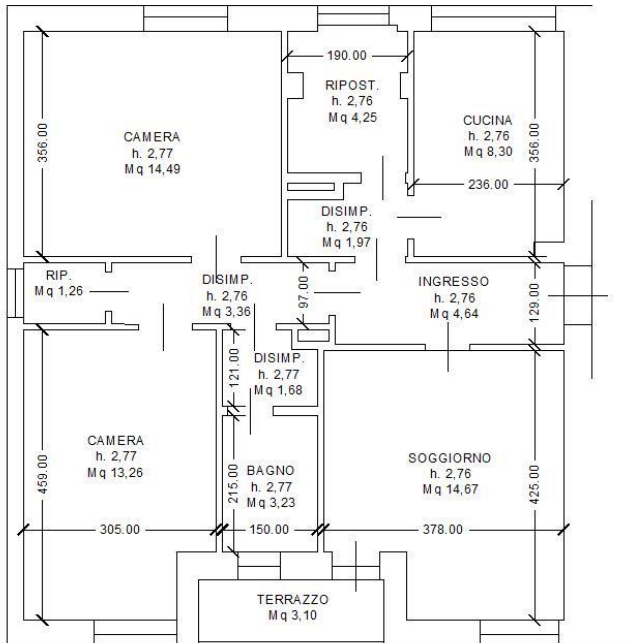 190.00
RIPOST.
h. 2,76
Mq 4,25
CAMERA
h. 2,77
Mq 14,49
356.00
CUCINA
h. 2,76
Mq 8,30
356.00
236.00
DISIMP.
h. 2,76
Mq 1,97
RIP.
Mq 1,26
DISIMP.
h. 2,76
Mq 3,36
97.00
INGRESSO
h. 2,76
Mq 4,64
129.00
DISIMP.
h. 2,77
Mq 1,68
121.00
CAMERA
h. 2,77
Mq 13,26
459.00
305.00
BAGNO
h. 2,77
Mq 3,23
215.00
150.00
SOGGIORNO
h. 2,76
Mq 14,67
425.00
378.00
TERRAZZO
Mq 3,10